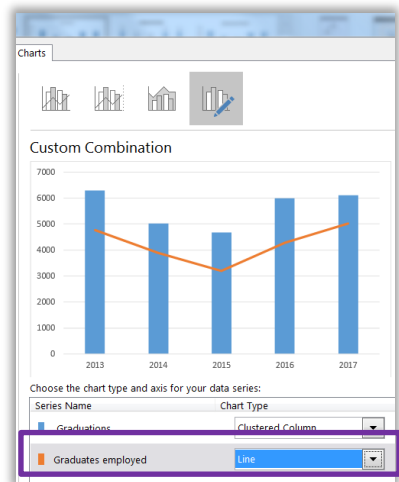 Charts
Custom Combination
7000
6000
5000
4000
3000
2000
1000
0
2013 2014 2015 2016 2017
Choose the chart type and axis for your data series:
Series Name Chart Type
Graduations Clustered Column
Graduates employed Line